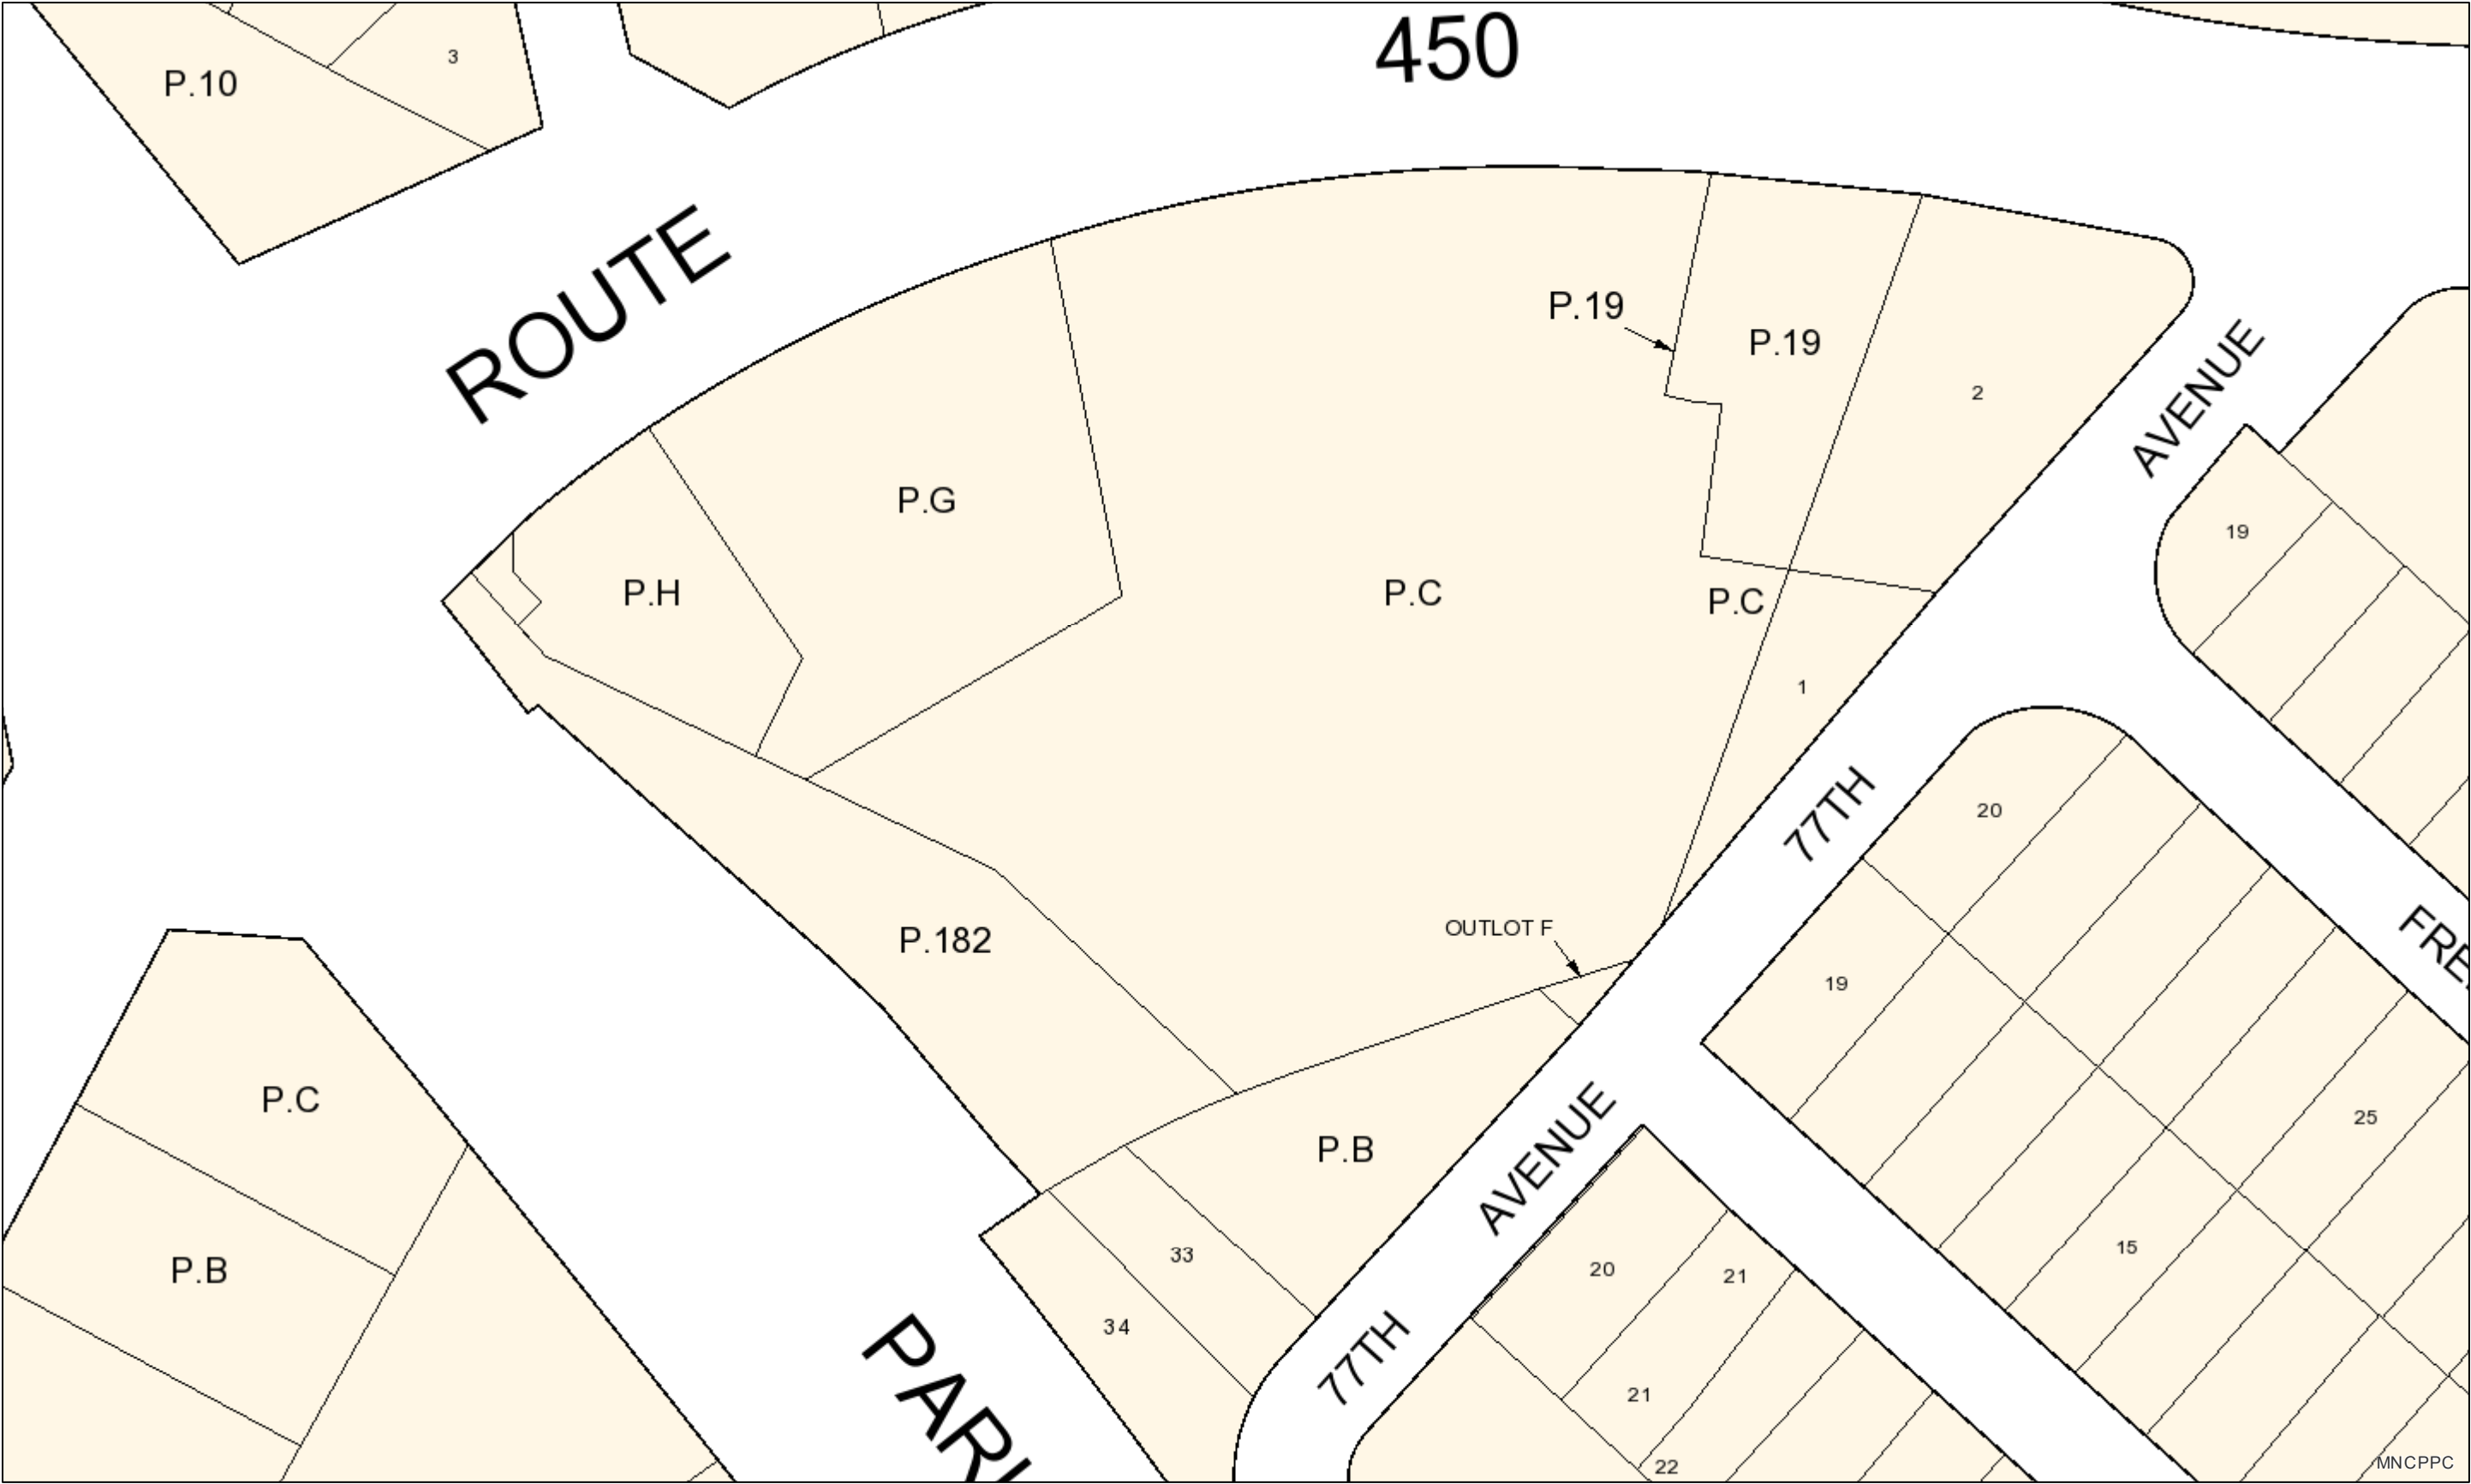 450
3
P.10
ROUTE
P.19
P.19
2
AVENUE
P.G
19
P.H
P.C
P.C
1
77TH
20
OUTLOT F
P.182
19
P.C
25
AVENUE
P.B
15
33
P.B
20
21
34
77TH
21
22
MNCPPC